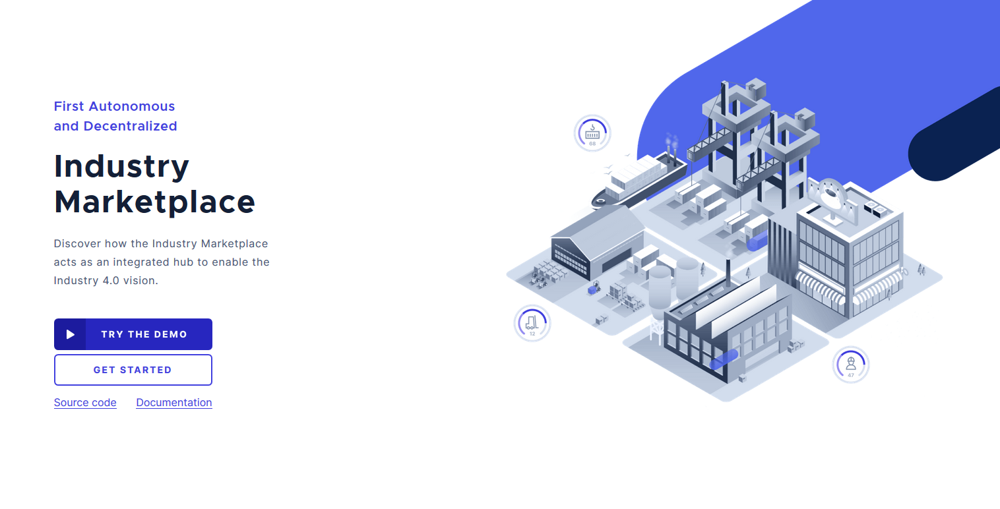 First Autonomous
and Decentralized
Industry
Marketplace
Discover how the Industry Marketplace
acts as an integrated hub to enable the
Industry 4.0 vision.
TRY THE DEMO
GET STARTED
Source code Documentation
68
12
47